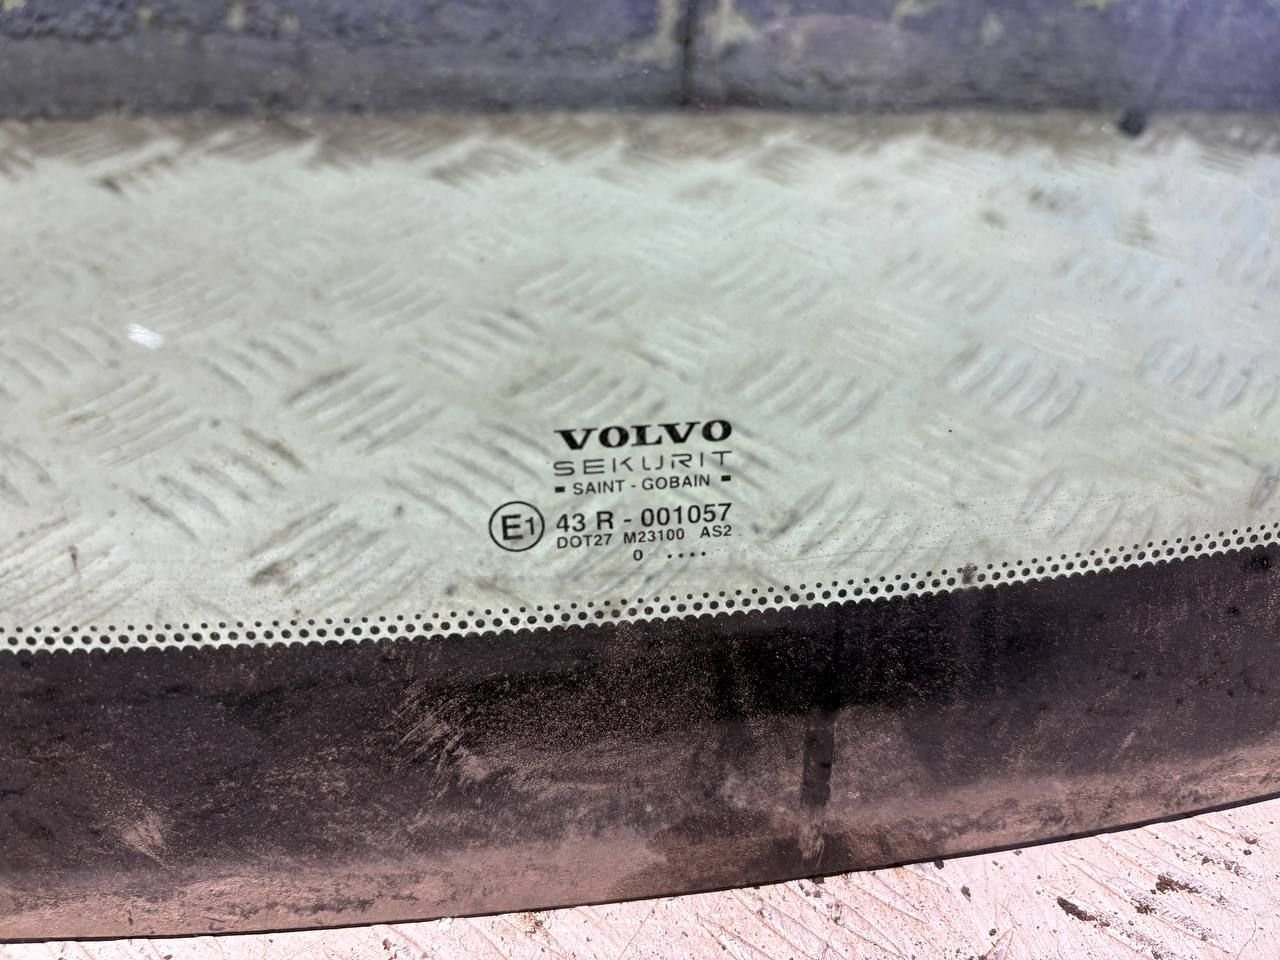 VOLVO
SEKURIT
SAINT - GOBAIN
E1 43 R - 001057
DOT27 M23100 AS2
0 ....